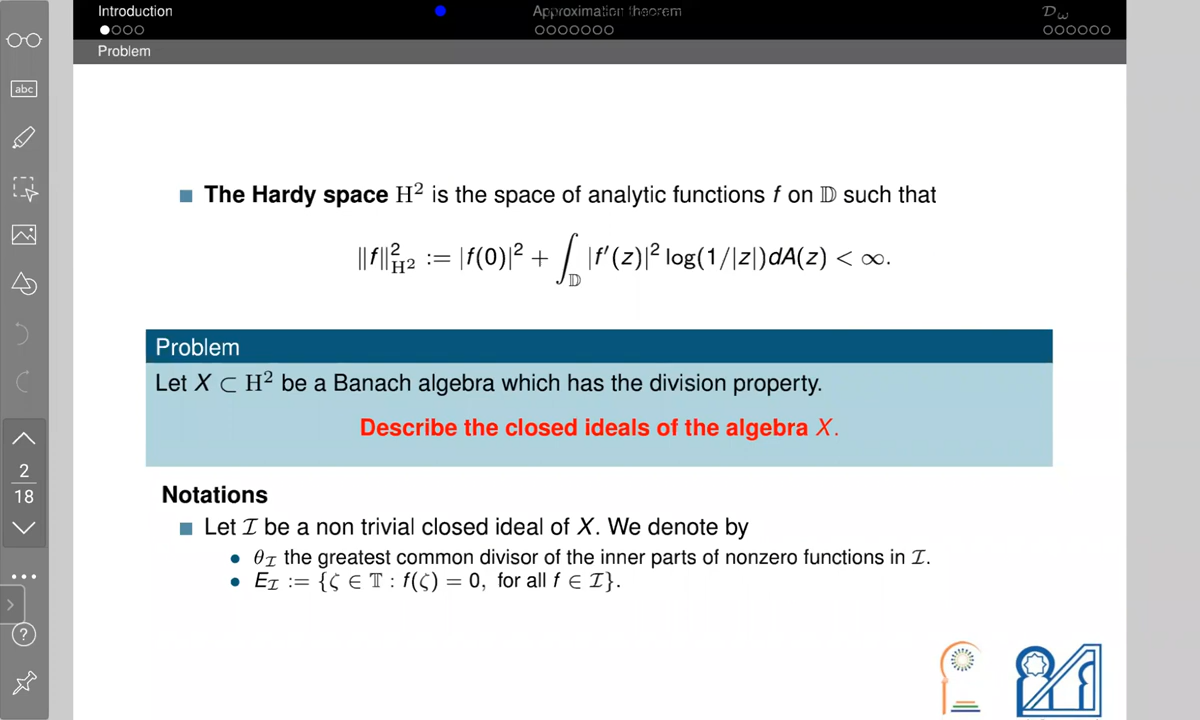 Introduction
Approximation theorem
𝒟_ω
Problem
abc
■ The Hardy space H² is the space of analytic functions f on 𝔻 such that
‖f‖²_{H²} := |f(0)|² + ∫_𝔻 |f′(z)|² log(1/|z|)dA(z) < ∞.
Problem
Let X ⊂ H² be a Banach algebra which has the division property.
Describe the closed ideals of the algebra X.
Notations
■ Let ℐ be a non trivial closed ideal of X. We denote by
• θ_ℐ the greatest common divisor of the inner parts of nonzero functions in ℐ.
• E_ℐ := {ζ ∈ 𝕋 : f(ζ) = 0, for all f ∈ ℐ}.
2
18
?